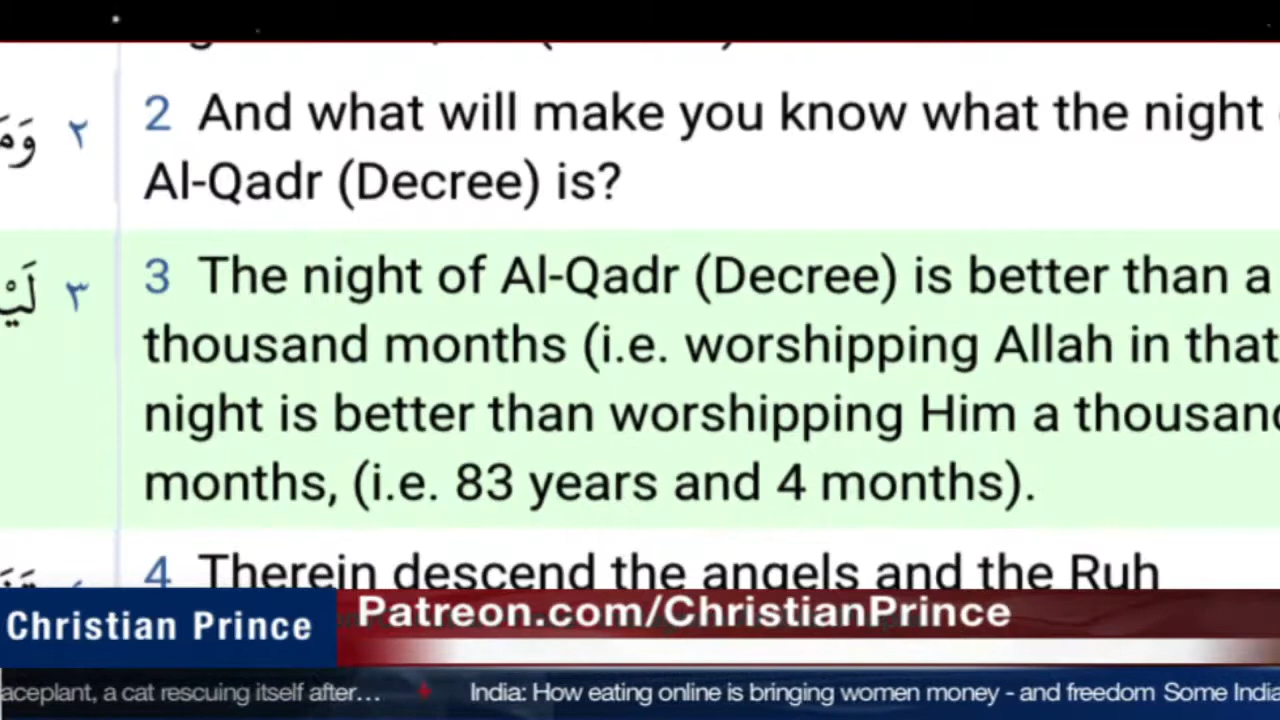 2 And what will make you know what the night
Al-Qadr (Decree) is?
٢
3 The night of Al-Qadr (Decree) is better than a
٣
thousand months (i.e. worshipping Allah in that
night is better than worshipping Him a thousand
months, (i.e. 83 years and 4 months).
4 Therein descend the angels and the Ruh
Christian Prince
Patreon.com/ChristianPrince
aceplant, a cat rescuing itself after... + India: How eating online is bringing women money - and freedom Some India